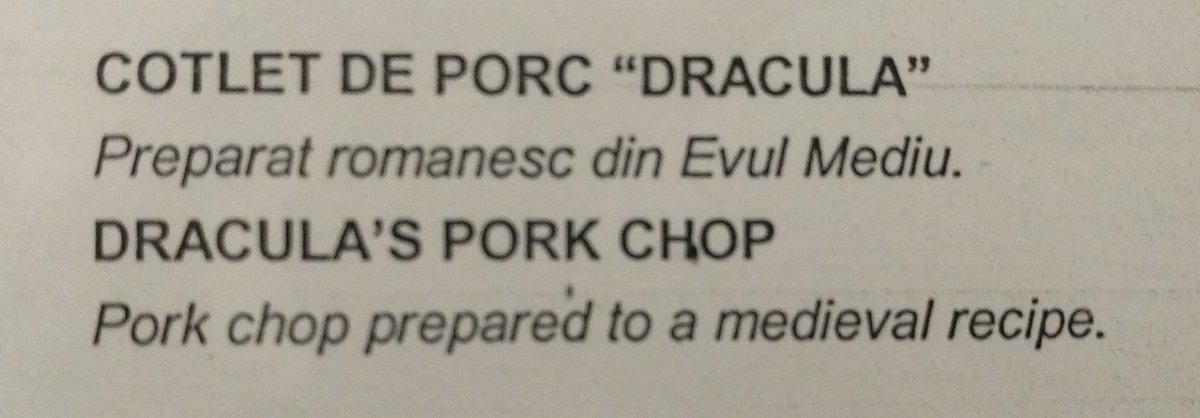 COTLET DE PORC “DRACULA”
Preparat romanesc din Evul Mediu.
DRACULA’S PORK CHOP
Pork chop prepared to a medieval recipe.